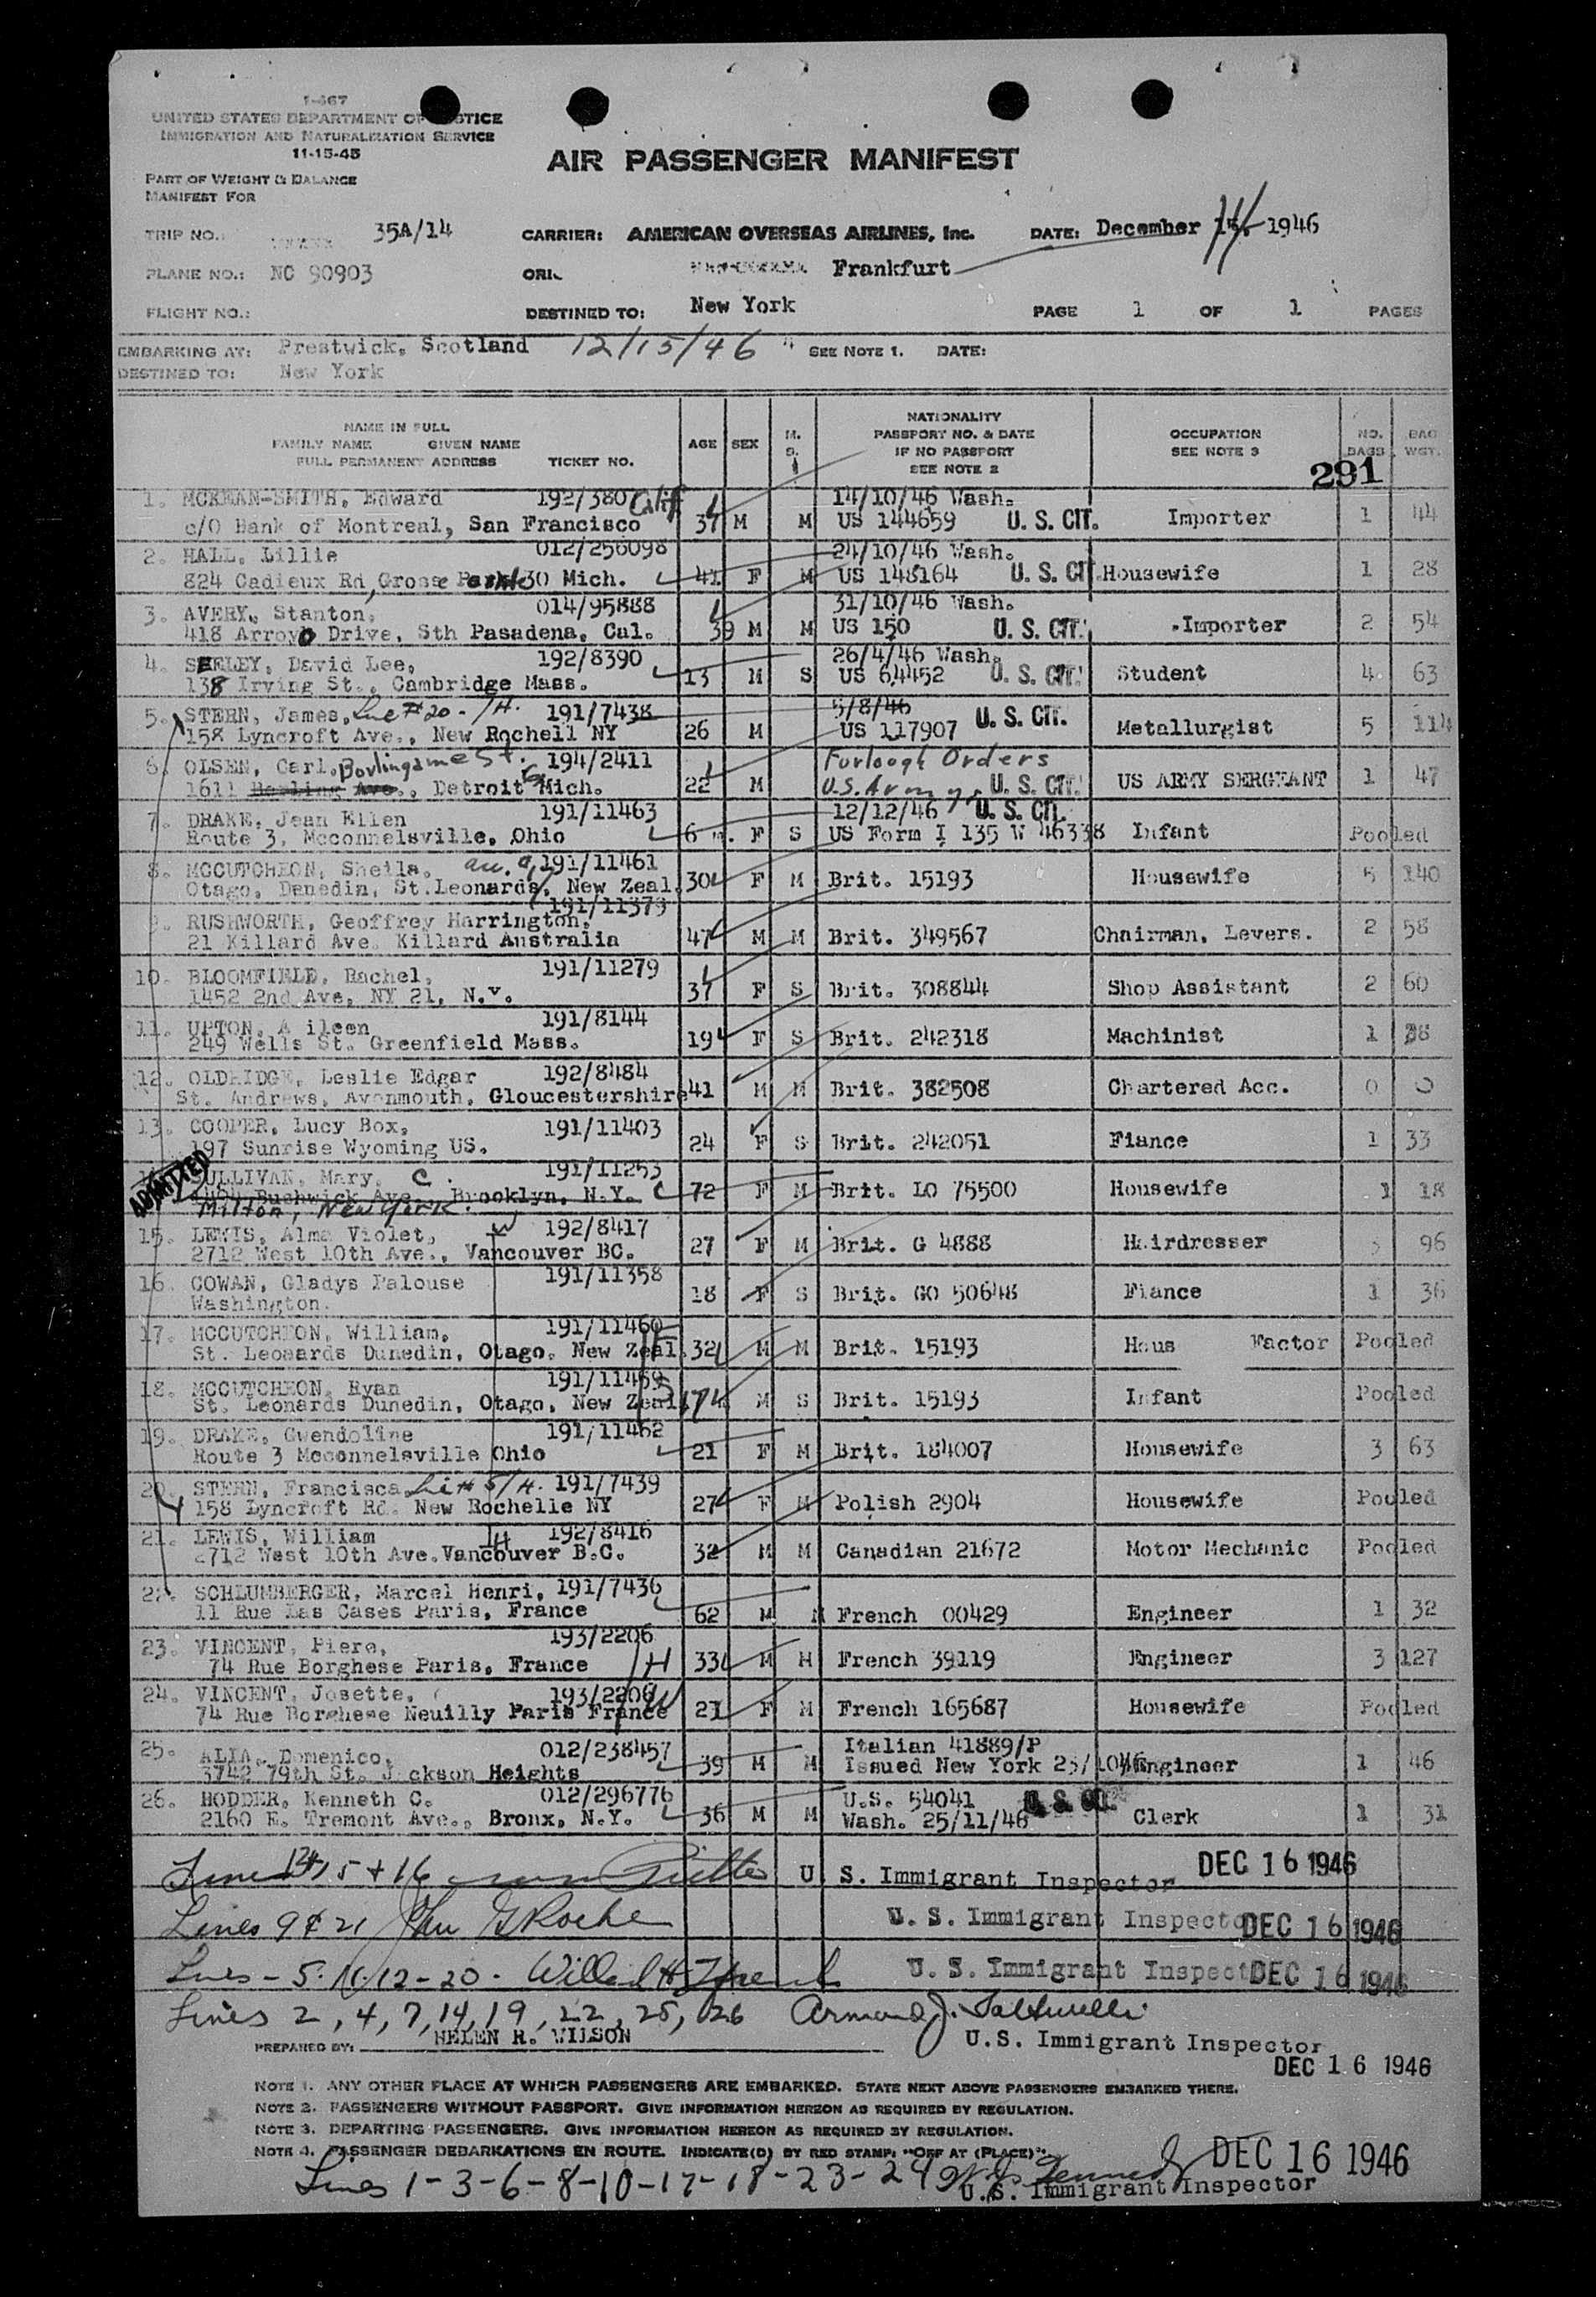 I-467
UNITED STATES DEPARTMENT OF JUSTICE
IMMIGRATION AND NATURALIZATION SERVICE
11-15-45
AIR PASSENGER MANIFEST
PART OF WEIGHT & BALANCE
MANIFEST FOR
TRIP NO.: 35A/14 CARRIER: AMERICAN OVERSEAS AIRLINES, Inc. DATE: December 15, 14 1946
PLANE NO.: NC 90903 ORI Frankfurt
FLIGHT NO.: DESTINED TO: New York PAGE 1 OF 1 PAGES
EMBARKING AT: Prestwick, Scotland 12/15/46 " SEE NOTE 1. DATE:
DESTINED TO: New York
NAME IN FULL
FAMILY NAME GIVEN NAME
FULL PERMANENT ADDRESS TICKET NO. AGE SEX M. S. NATIONALITY
PASSPORT NO. & DATE
IF NO PASSPORT
SEE NOTE 2 OCCUPATION
SEE NOTE 3 NO. BAGS BAG WGT.
291
1. MCKEAN-SMITH, Edward 192/380 Calif 14/10/46 Wash.
c/O Bank of Montreal, San Francisco 37 M M US 144659 U. S. CIT. Importer 1 44
2. HALL, Lillie 012/256098 24/10/46 Wash.
824 Cadieux Rd, Grosse 30 Mich. 41 F M US 148164 U. S. CIT. Housewife 1 28
3. AVERY, Stanton, 014/95888 31/10/46 Wash.
418 Arroyo Drive, Sth Pasadena, Cal. 39 M M US 150 U. S. CIT. Importer 2 54
4. SEELEY, David Lee, 192/8390 26/4/46 Wash.
138 Irving St., Cambridge Mass. 13 M S US 64452 U. S. CIT. Student 4 63
5. STERN, James, Line #20 - /H. 191/7438 5/8/46
158 Lyncroft Ave., New Rochell NY 26 M US 117907 U. S. CIT. Metallurgist 5 114
6. OLSEN, Carl. Burlingame St. 194/2411 Furlough Orders
1611 Ave., Detroit 6 Mich. 22 M U.S. Army, U. S. CIT. US ARMY SERGEANT 1 47
7. DRAKE, Jean Ellen 191/11463 12/12/46 U. S. CIT.
Route 3, Mcconnelsville, Ohio 6 m. F S US Form I 135 W 46338 Infant Pooled
8. MCCUTCHEON, Sheila, 191/11461
Otago, Denedin, St.Leonards, New Zeal. 30 F M Brit. 15193 Housewife 5 140
9. RUSHWORTH, Geoffrey Harrington, 191/11379
21 Killard Ave. Killard Australia 47 M M Brit. 349567 Chairman, Levers. 2 58
10. BLOOMFIELD, Rachel, 191/11279
1452 2nd Ave, NY 21, N.Y. 37 F S Brit. 308844 Shop Assistant 2 60
11. UPTON, A ileen 191/8144
249 Wells St. Greenfield Mass. 19 F S Brit. 242318 Machinist 1 38
12. OLDRIDGE, Leslie Edgar 192/8484
St. Andrews, Avonmouth, Gloucestershire 41 M M Brit. 382508 Chartered Acc. 0 0
13. COOPER, Lucy Box, 191/11403
197 Sunrise Wyoming US. 24 F S Brit. 242051 Fiance 1 33
ADMITTED
14. SULLIVAN, Mary, C. 191/11253
Bushwick Ave., Brooklyn, N.Y. 72 F M Brit. LO 75500 Housewife 1 18
Milton, New York.
15. LEWIS, Alma Violet, W 192/8417
2712 West 10th Ave., Vancouver BC. 27 F M Brit. G 4888 Hairdresser 3 96
16. COWAN, Gladys Palouse 191/11358
Washington. 18 F S Brit. GO 50648 Fiance 1 36
17. MCCUTCHEON, William, 191/11460
St. Leonards Dunedin, Otago, New Zeal. 32 M M Brit. 15193 Hous Factor Pooled
18. MCCUTCHEON, Ryan 191/11459
St. Leonards Dunedin, Otago, New Zeal. M S Brit. 15193 Infant Pooled
19. DRAKE, Gwendoline 191/11462
Route 3 Mcconnelsville Ohio 21 F M Brit. 184007 Housewife 3 63
20. STERN, Francisca 191/7439
158 Lyncroft Rd. New Rochelle NY 27 F M Polish 2904 Housewife Pooled
21. LEWIS, William H 192/8416
2712 West 10th Ave.Vancouver B.C. 32 M M Canadian 21672 Motor Mechanic Pooled
22. SCHLUMBERGER, Marcel Henri, 191/7436
11 Rue Las Cases Paris, France 62 M M French 00429 Engineer 1 32
23. VINCENT, Piere, 193/2206
74 Rue Borghese Paris, France /H 33 M M French 39119 Engineer 3 127
24. VINCENT, Josette, 193/2206 W
74 Rue Borghese Neuilly Paris France 21 F M French 165687 Housewife Pooled
25. ALIA, Domenico, 012/238457 Italian 41889/P
3742 79th St. Jackson Heights 39 M M Issued New York 25/10/46 Engineer 1 46
26. HODDER, Kenneth C. 012/296776 U.S. 54041 U. S. CIT.
2160 E. Tremont Ave., Bronx, N.Y. 36 M M Wash. 25/11/46 Clerk 1 31
Lines 15 + 16 U. S. Immigrant Inspector DEC 16 1946
Lines 9 & 21 G Roche U. S. Immigrant Inspector DEC 16 1946
Lines - 5. 11. 12 - 20 - U. S. Immigrant Inspector DEC 16 1946
Lines 2, 4, 7, 14, 19, 22, 25, 26 Armand J.
PREPARED BY: HELEN R. WILSON U.S. Immigrant Inspector
DEC 16 1946
NOTE 1. ANY OTHER PLACE AT WHICH PASSENGERS ARE EMBARKED. STATE NEXT ABOVE PASSENGERS EMBARKED THERE.
NOTE 2. PASSENGERS WITHOUT PASSPORT. GIVE INFORMATION HEREON AS REQUIRED BY REGULATION.
NOTE 3. DEPARTING PASSENGERS. GIVE INFORMATION HEREON AS REQUIRED BY REGULATION.
NOTE 4. PASSENGER DEBARKATIONS EN ROUTE. INDICATE(D) BY RED STAMP: "OFF AT (PLACE)".
DEC 16 1946
Lines 1-3-6-8-10-17-18-23-24 Kennedy
U.S. Immigrant Inspector